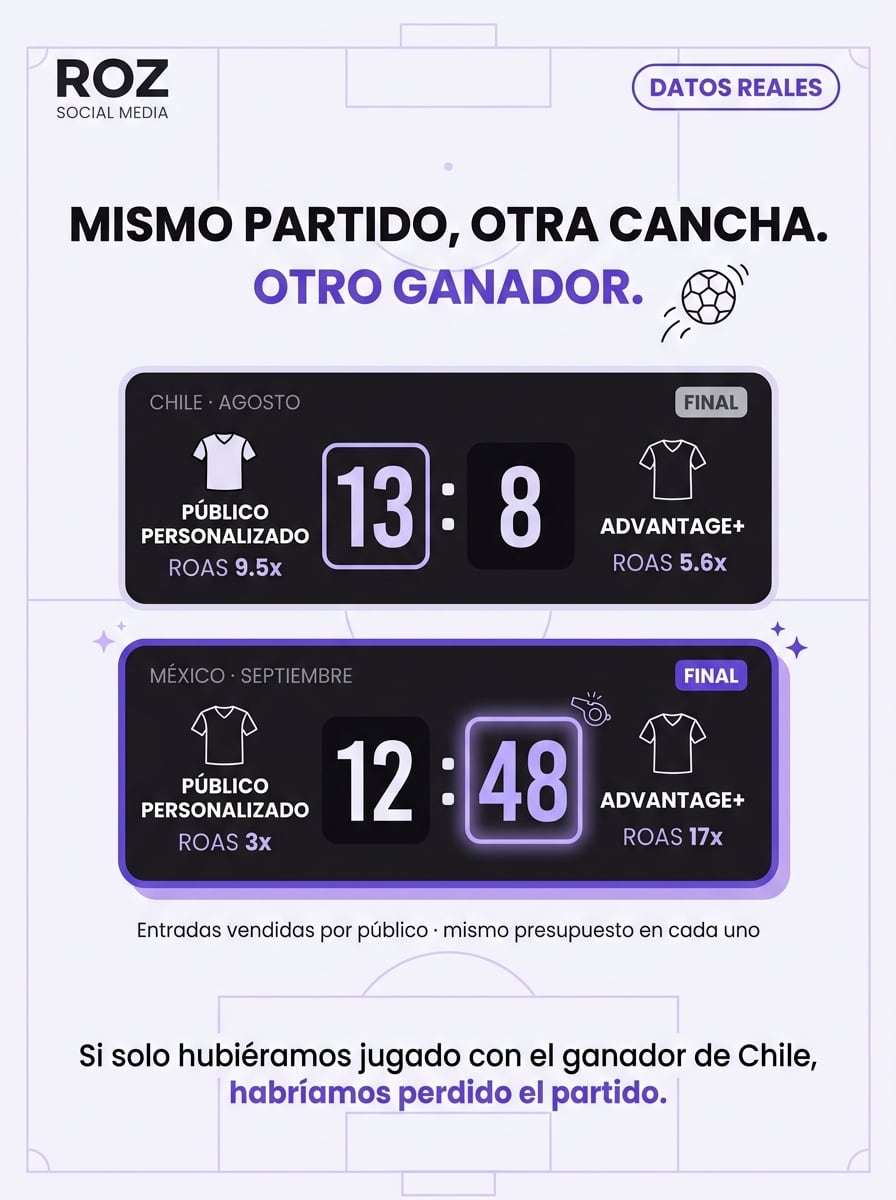 ROZ
SOCIAL MEDIA
DATOS REALES
MISMO PARTIDO, OTRA CANCHA.
OTRO GANADOR.
CHILE · AGOSTO
FINAL
PÚBLICO
PERSONALIZADO
ROAS 9.5x
13 : 8
ADVANTAGE+
ROAS 5.6x
MÉXICO · SEPTIEMBRE
FINAL
PÚBLICO
PERSONALIZADO
ROAS 3x
12 : 48
ADVANTAGE+
ROAS 17x
Entradas vendidas por público · mismo presupuesto en cada uno
Si solo hubiéramos jugado con el ganador de Chile,
habríamos perdido el partido.